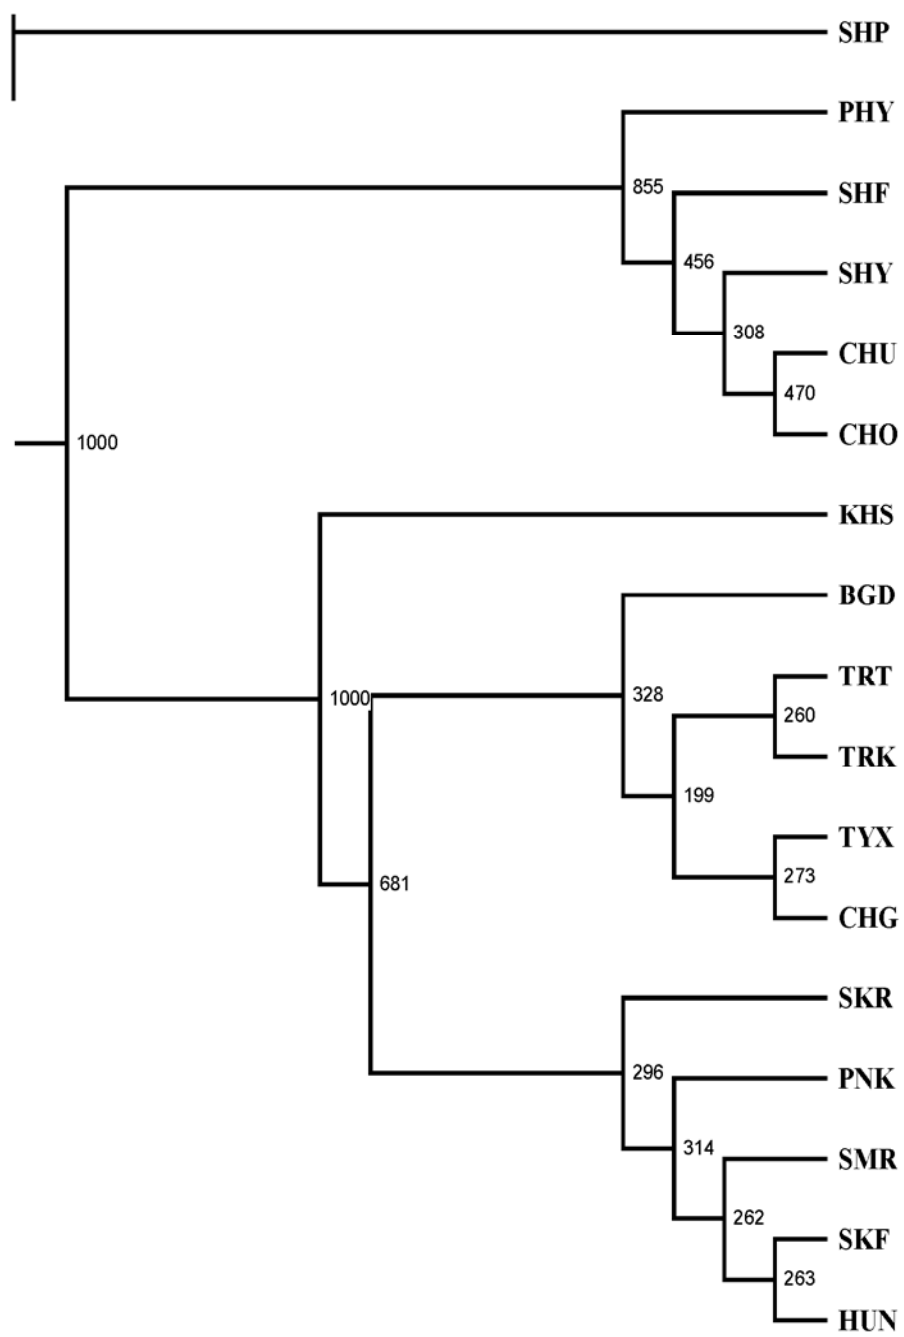 SHP
PHY
855
SHF
456
SHY
308
CHU
470
CHO
1000
KHS
BGD
TRT
1000
328
260
TRK
199
TYX
273
681
CHG
SKR
296
PNK
314
SMR
262
SKF
263
HUN